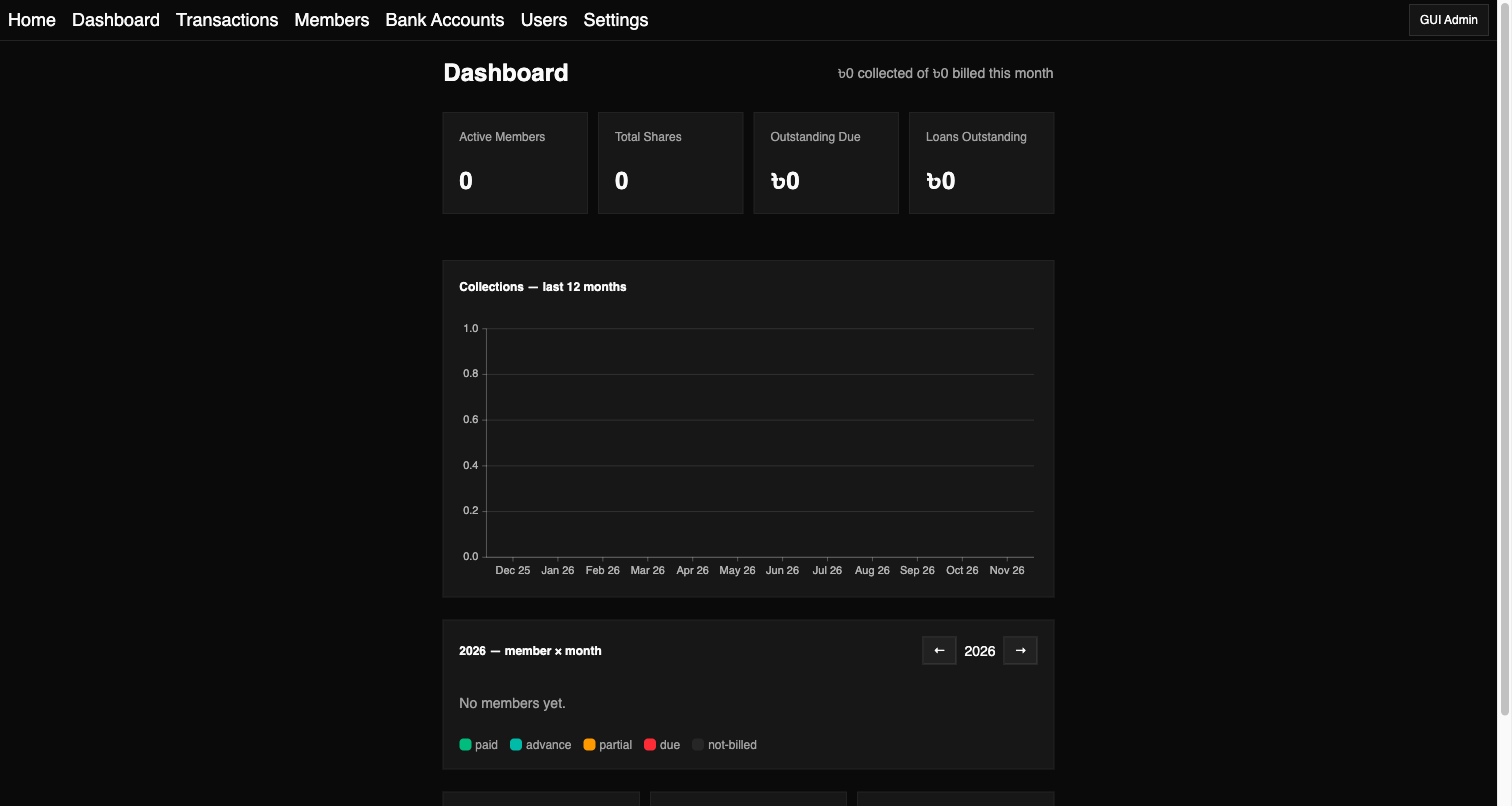 Home Dashboard Transactions Members Bank Accounts Users Settings GUI Admin
Dashboard ৳0 collected of ৳0 billed this month
Active Members Total Shares Outstanding Due Loans Outstanding
0 0 ৳0 ৳0
Collections — last 12 months
1.0
0.8
0.6
0.4
0.2
0.0
Dec 25 Jan 26 Feb 26 Mar 26 Apr 26 May 26 Jun 26 Jul 26 Aug 26 Sep 26 Oct 26 Nov 26
2026 — member × month ← 2026 →
No members yet.
paid advance partial due not-billed